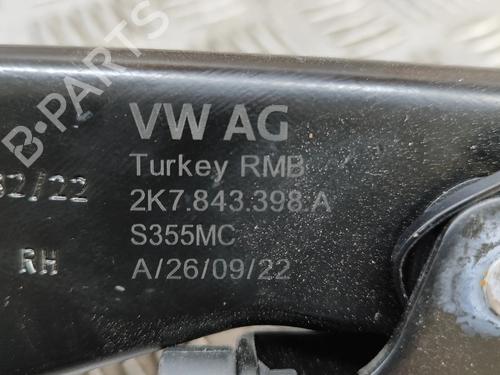 B-PARTS
VW AG
Turkey RMB
32/22 2K7.843.398 A
S355MC
RH A/26/09/22